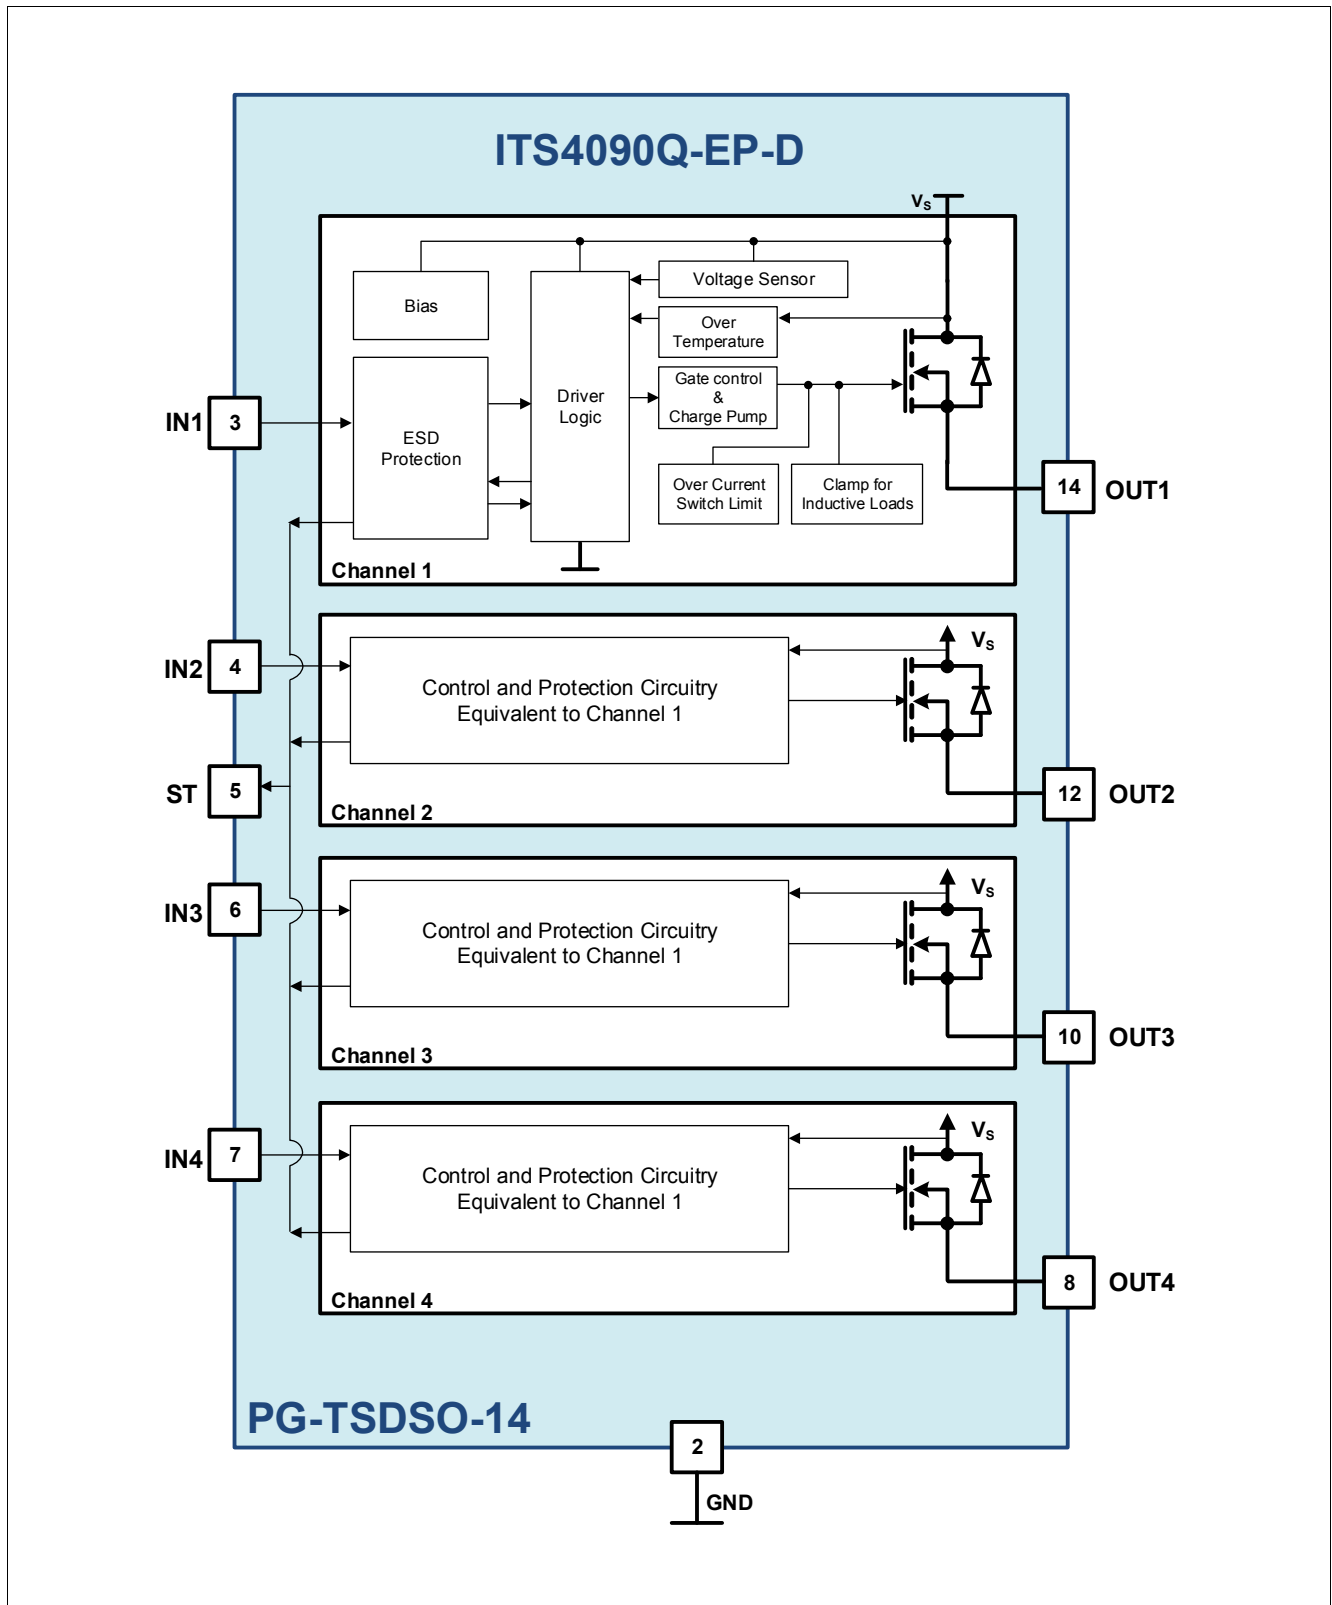 ITS4090Q-EP-D
VS
Bias
Voltage Sensor
Over
Temperature
Driver
Logic
Gate control
&
Charge Pump
ESD
Protection
Over Current
Switch Limit
Clamp for
Inductive Loads
IN1
3
14
OUT1
Channel 1
IN2
4
Control and Protection Circuitry
Equivalent to Channel 1
VS
ST
5
12
OUT2
Channel 2
IN3
6
Control and Protection Circuitry
Equivalent to Channel 1
VS
10
OUT3
Channel 3
IN4
7
Control and Protection Circuitry
Equivalent to Channel 1
VS
8
OUT4
Channel 4
PG-TSDSO-14
2
GND